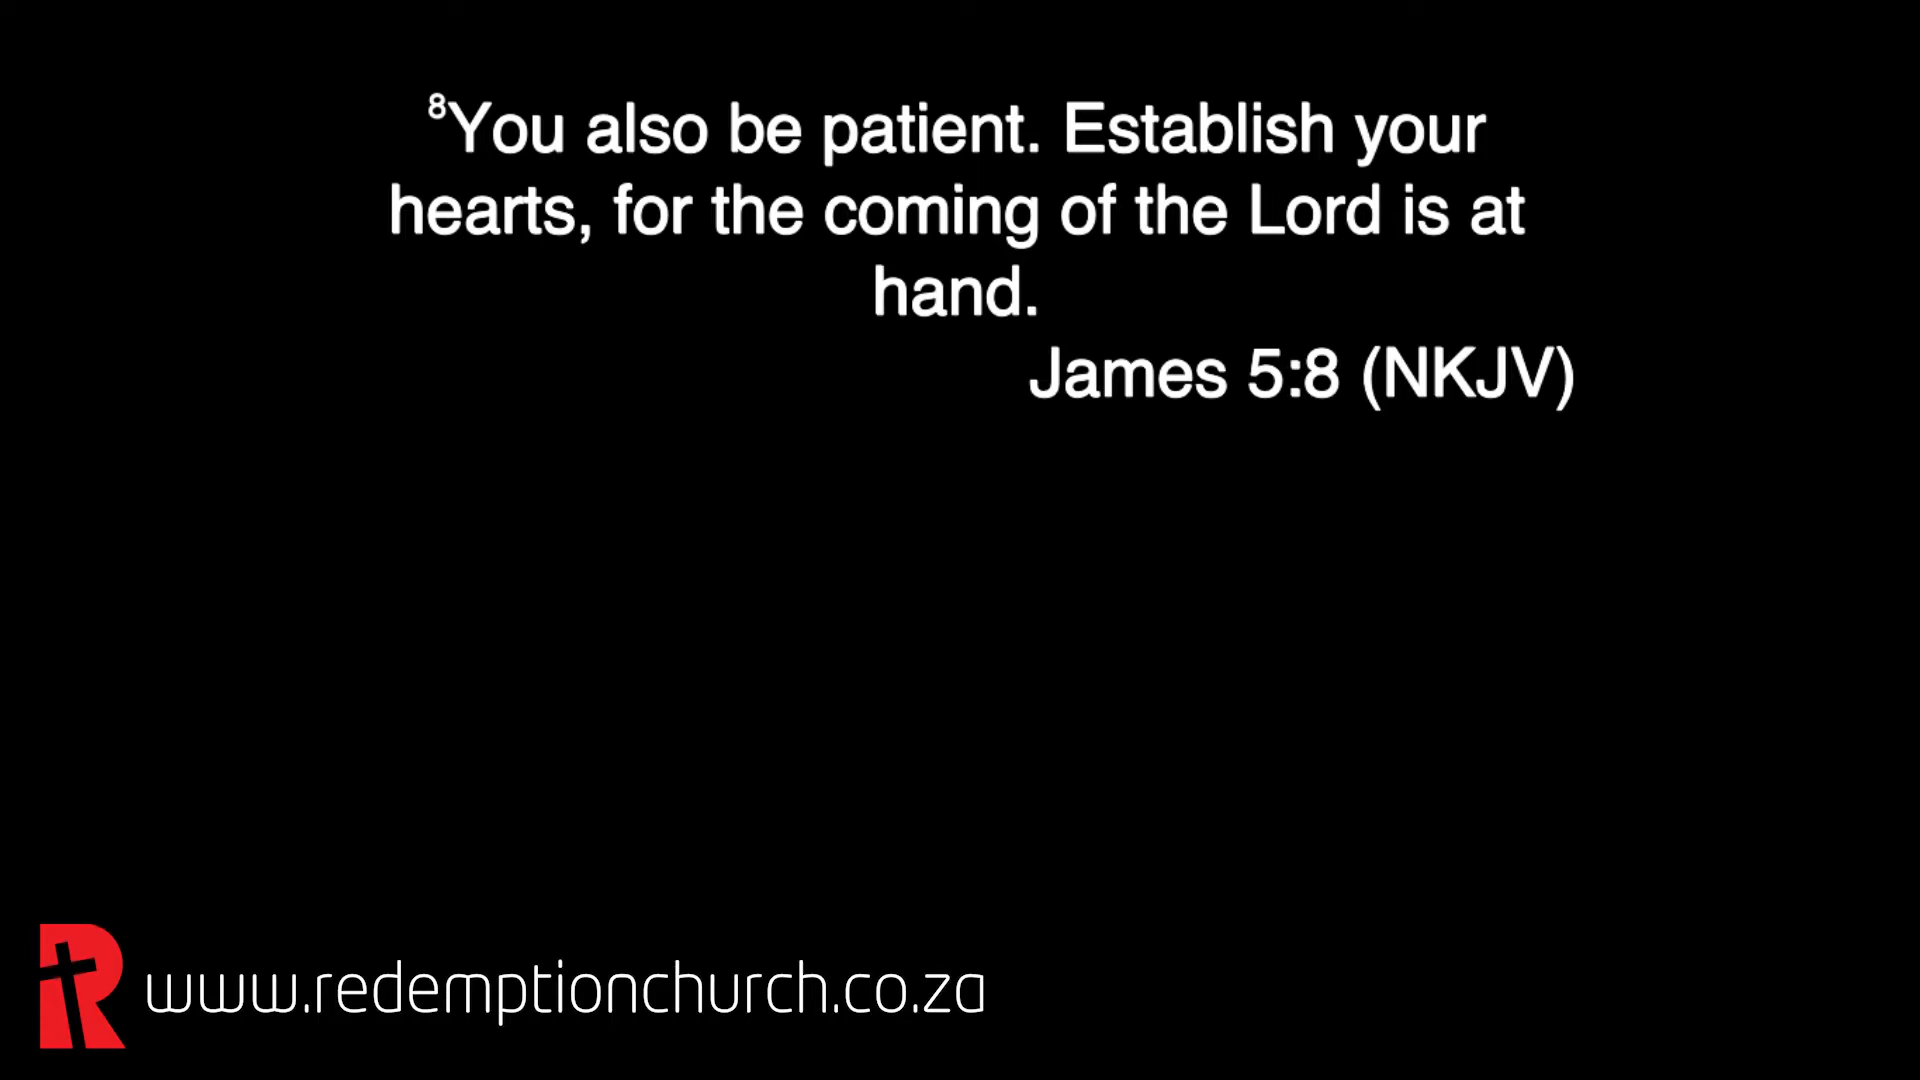 ⁸You also be patient. Establish your
hearts, for the coming of the Lord is at
hand.
James 5:8 (NKJV)
R www.redemptionchurch.co.za